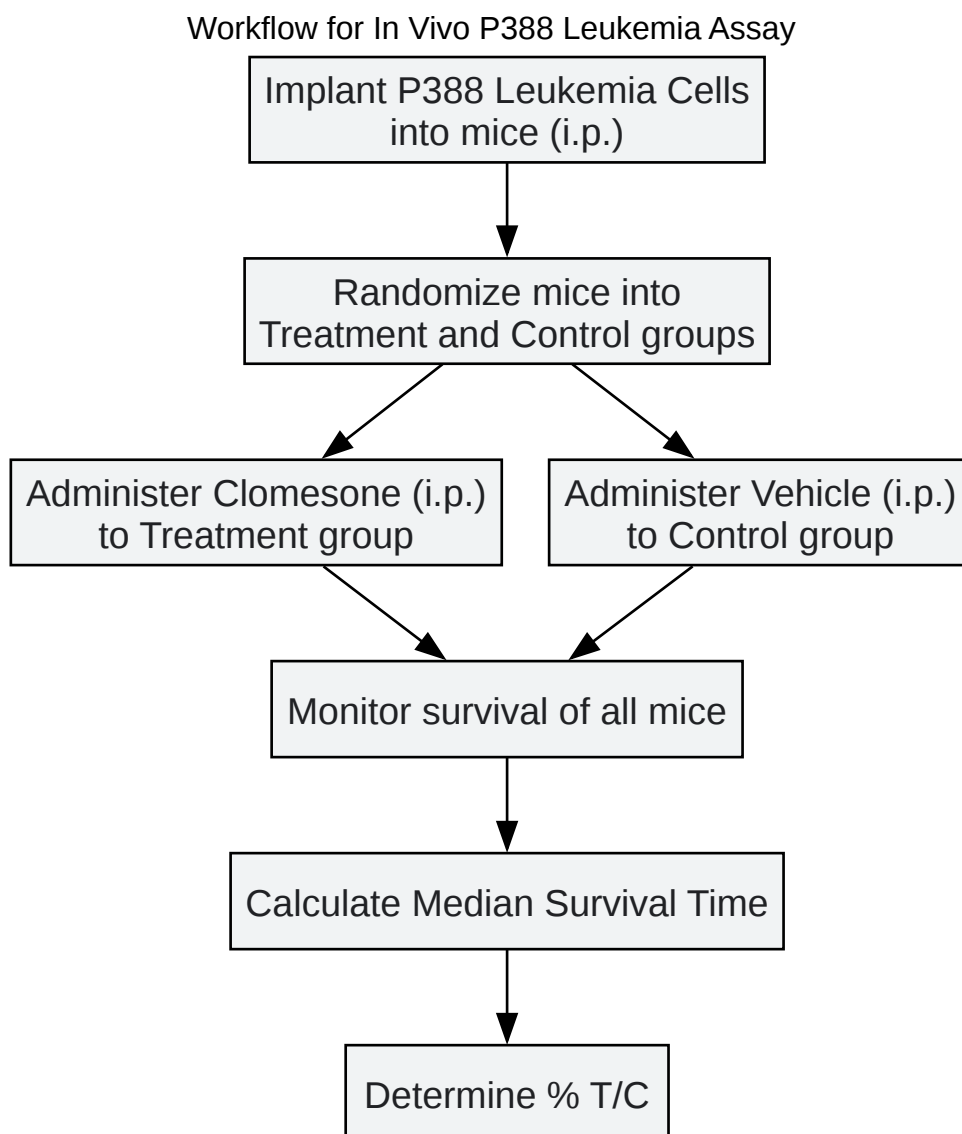 Workflow for In Vivo P388 Leukemia Assay
Implant P388 Leukemia Cells
into mice (i.p.)
Randomize mice into
Treatment and Control groups
Administer Clomesone (i.p.)
to Treatment group
Administer Vehicle (i.p.)
to Control group
Monitor survival of all mice
Calculate Median Survival Time
Determine % T/C